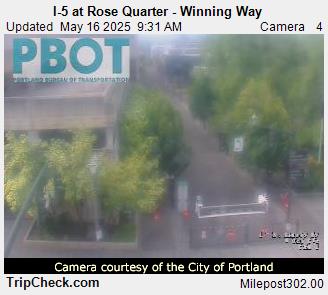 I-5 at Rose Quarter - Winning Way
Updated May 16 2025 9:31 AM Camera 4
PBOT
PORTLAND BUREAU OF TRANSPORTATION
Camera courtesy of the City of Portland
TripCheck.com Milepost302.00